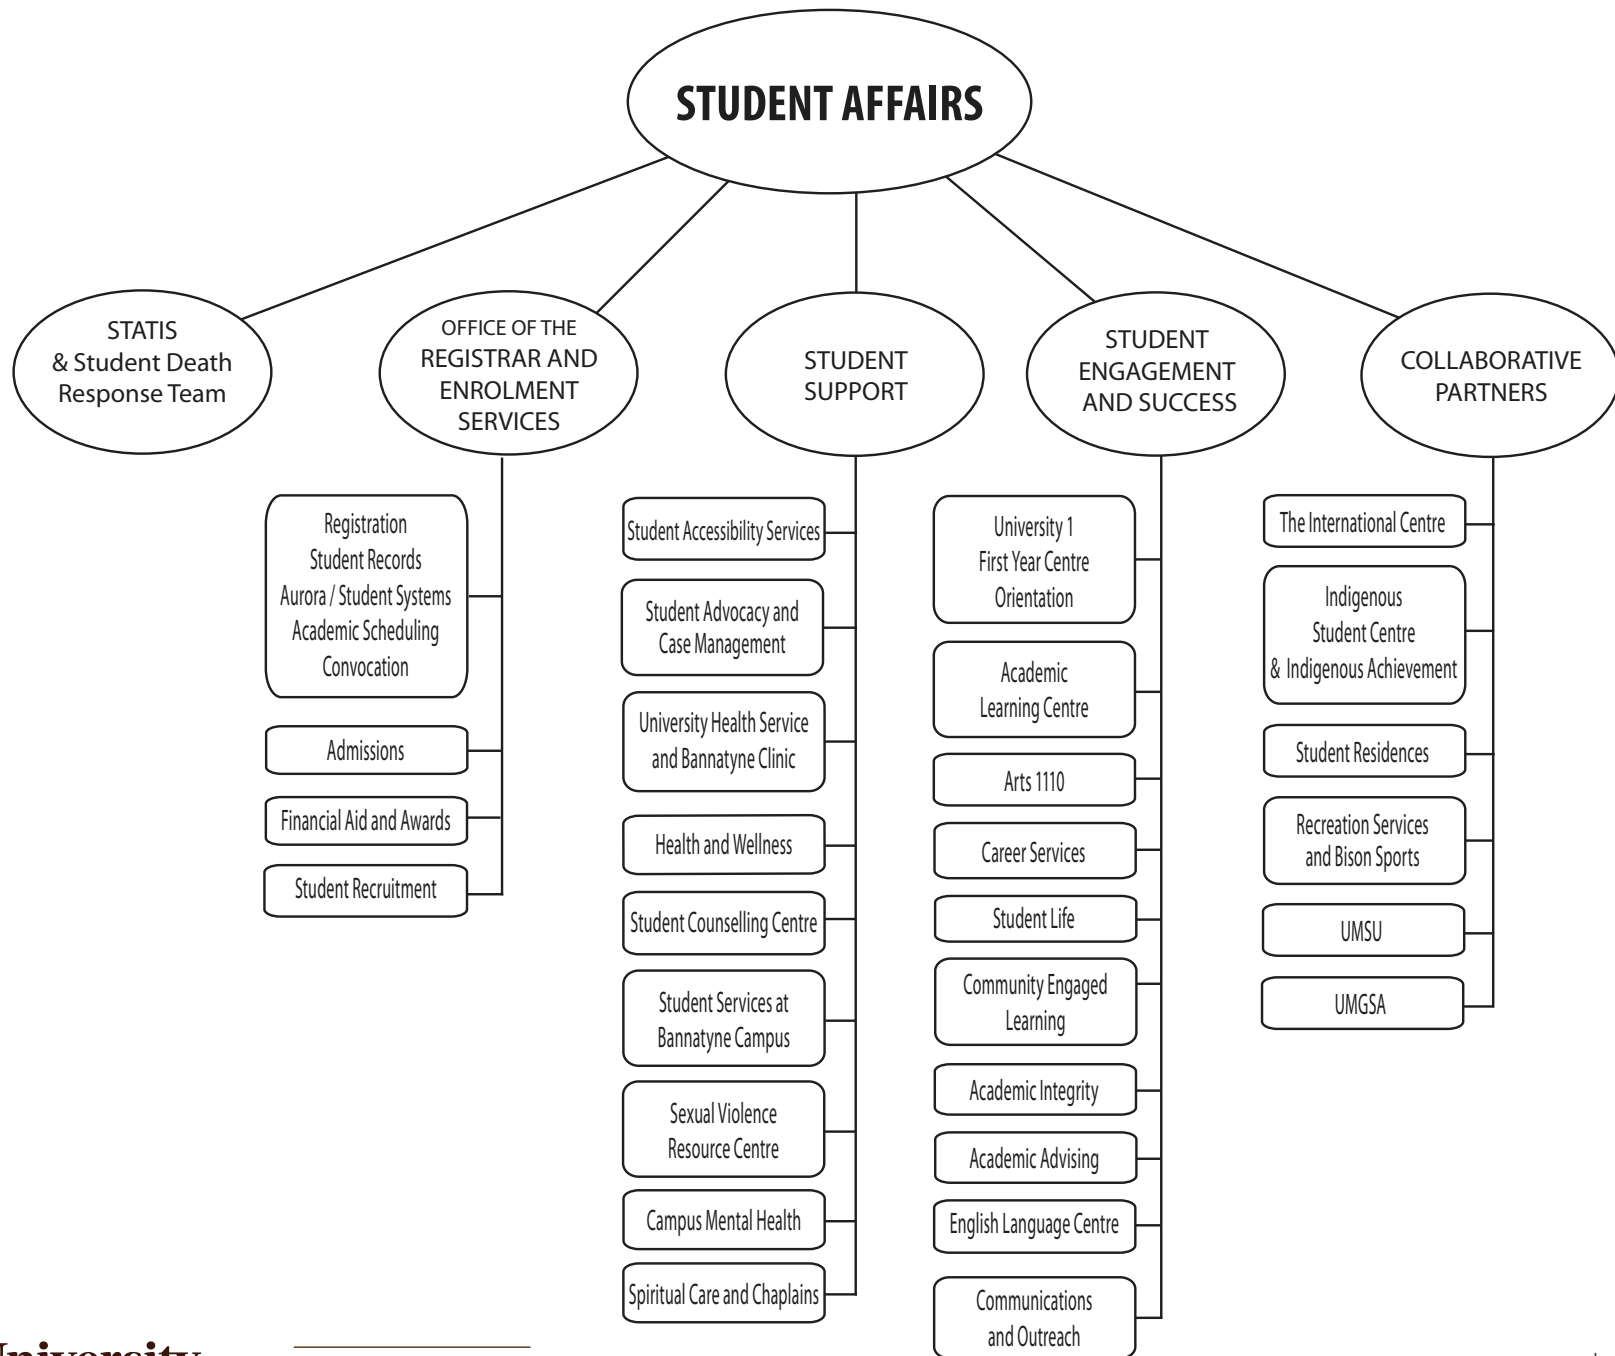 STUDENT AFFAIRS
STATIS
& Student Death
Response Team
OFFICE OF THE
REGISTRAR AND
ENROLMENT
SERVICES
STUDENT
SUPPORT
STUDENT
ENGAGEMENT
AND SUCCESS
COLLABORATIVE
PARTNERS
Registration
Student Records
Aurora / Student Systems
Academic Scheduling
Convocation
Admissions
Financial Aid and Awards
Student Recruitment
Student Accessibility Services
Student Advocacy and
Case Management
University Health Service
and Bannatyne Clinic
Health and Wellness
Student Counselling Centre
Student Services at
Bannatyne Campus
Sexual Violence
Resource Centre
Campus Mental Health
Spiritual Care and Chaplains
University 1
First Year Centre
Orientation
Academic
Learning Centre
Arts 1110
Career Services
Student Life
Community Engaged
Learning
Academic Integrity
Academic Advising
English Language Centre
Communications
and Outreach
The International Centre
Indigenous
Student Centre
& Indigenous Achievement
Student Residences
Recreation Services
and Bison Sports
UMSU
UMGSA
University